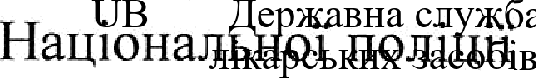 UB Державна служба
Національної поліції
лікарських засобів